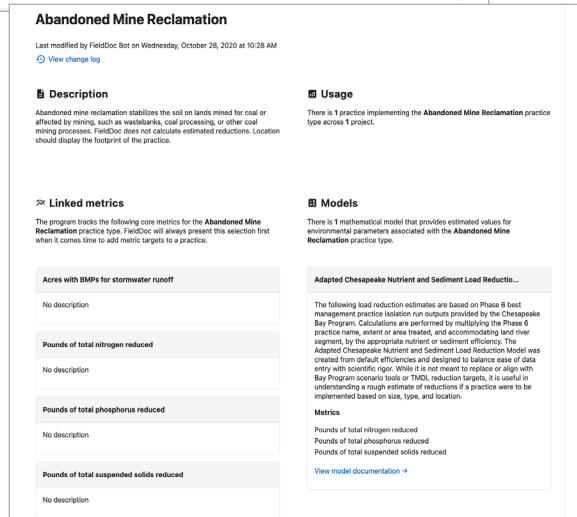 Abandoned Mine Reclamation
Last modified by FieldDoc Bot on Wednesday, October 28, 2020 at 10:28 AM
View change log
Description
Abandoned mine reclamation stabilizes the soil on lands mined for coal or
affected by mining, such as wastebanks, coal processing, or other coal
mining processes. FieldDoc does not calculate estimated reductions. Location
should display the footprint of the practice.
Usage
There is 1 practice implementing the Abandoned Mine Reclamation practice
type across 1 project.
Linked metrics
The program tracks the following core metrics for the Abandoned Mine
Reclamation practice type. FieldDoc will always present this selection first
when it comes time to add metric targets to a practice.
Acres with BMPs for stormwater runoff
No description
Pounds of total nitrogen reduced
No description
Pounds of total phosphorus reduced
No description
Pounds of total suspended solids reduced
No description
Models
There is 1 mathematical model that provides estimated values for
environmental parameters associated with the Abandoned Mine
Reclamation practice type.
Adapted Chesapeake Nutrient and Sediment Load Reductio...
The following load reduction estimates are based on Phase 6 best
management practice isolation run outputs provided by the Chesapeake
Bay Program. Calculations are performed by multiplying the Phase 6
practice name, extent or area treated, and accommodating land river
segment, by the appropriate nutrient or sediment efficiency. The
Adapted Chesapeake Nutrient and Sediment Load Reduction Model was
created from default efficiencies and designed to balance ease of data
entry with scientific rigor. While it is not meant to replace or align with
Bay Program scenario tools or TMDL reduction targets, it is useful in
understanding a rough estimate of reductions if a practice were to be
implemented based on size, type, and location.
Metrics
Pounds of total nitrogen reduced
Pounds of total phosphorus reduced
Pounds of total suspended solids reduced
View model documentation →